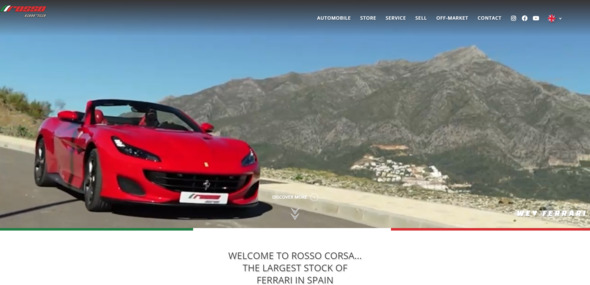 rosso
AUTOMOBILE STORE SERVICE SELL OFF-MARKET CONTACT
DISCOVER MORE
WELCOME TO ROSSO CORSA...
THE LARGEST STOCK OF
FERRARI IN SPAIN